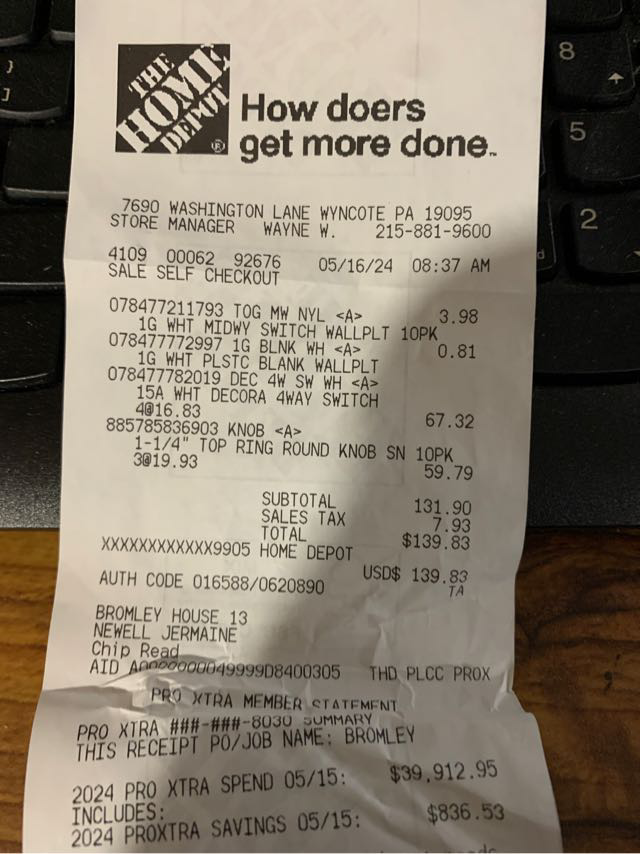 THE
HOME
DEPOT
How doers
get more done.
7690 WASHINGTON LANE WYNCOTE PA 19095
STORE MANAGER WAYNE W. 215-881-9600
4109 00062 92676 05/16/24 08:37 AM
SALE SELF CHECKOUT
078477211793 TOG MW NYL <A> 3.98
1G WHT MIDWY SWITCH WALLPLT 10PK
078477772997 1G BLNK WH <A> 0.81
1G WHT PLSTC BLANK WALLPLT
078477782019 DEC 4W SW WH <A>
15A WHT DECORA 4WAY SWITCH
4@16.83 67.32
885785836903 KNOB <A>
1-1/4" TOP RING ROUND KNOB SN 10PK
3@19.93 59.79
SUBTOTAL 131.90
SALES TAX 7.93
TOTAL $139.83
XXXXXXXXXXXX9905 HOME DEPOT
USD$ 139.83
AUTH CODE 016588/0620890 TA
BROMLEY HOUSE 13
NEWELL JERMAINE
Chip Read
AID A0000000049999D8400305 THD PLCC PROX
PRO XTRA MEMBER STATEMENT
PRO XTRA ###-###-8030 SUMMARY
THIS RECEIPT PO/JOB NAME: BROMLEY
2024 PRO XTRA SPEND 05/15: $39,912.95
INCLUDES:
2024 PROXTRA SAVINGS 05/15: $836.53
8
5
2